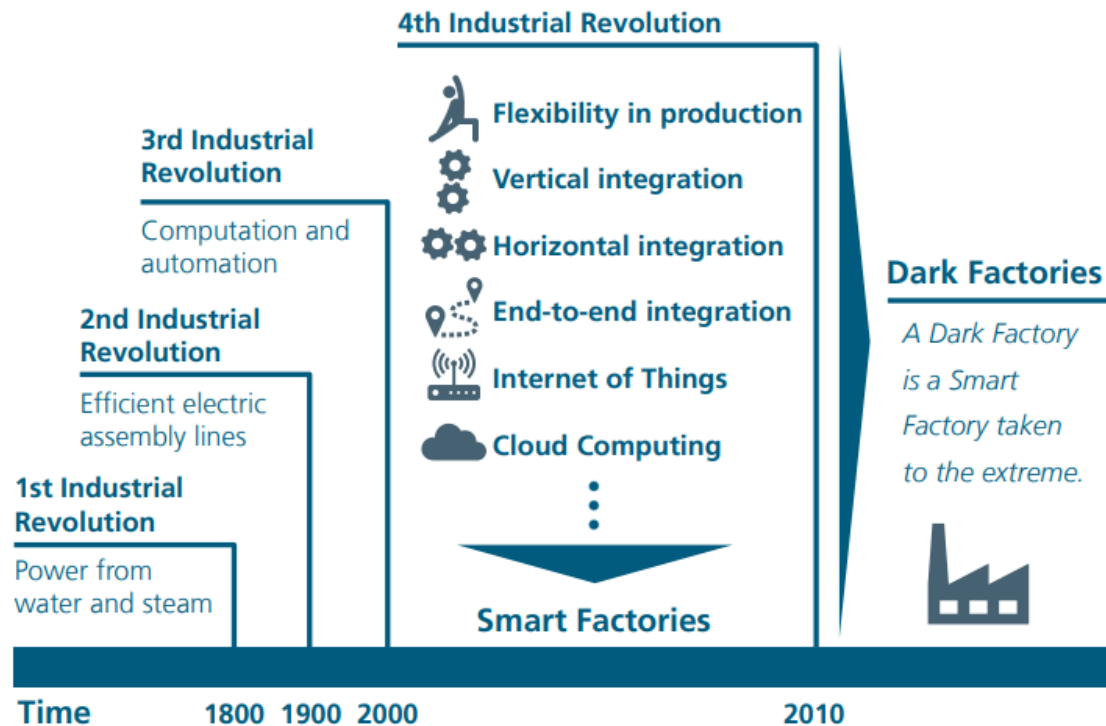 4th Industrial Revolution
Flexibility in production
Vertical integration
Horizontal integration
End-to-end integration
Internet of Things
Cloud Computing
Smart Factories
3rd Industrial
Revolution
Computation and
automation
2nd Industrial
Revolution
Efficient electric
assembly lines
1st Industrial
Revolution
Power from
water and steam
Dark Factories
A Dark Factory
is a Smart
Factory taken
to the extreme.
Time 1800 1900 2000 2010